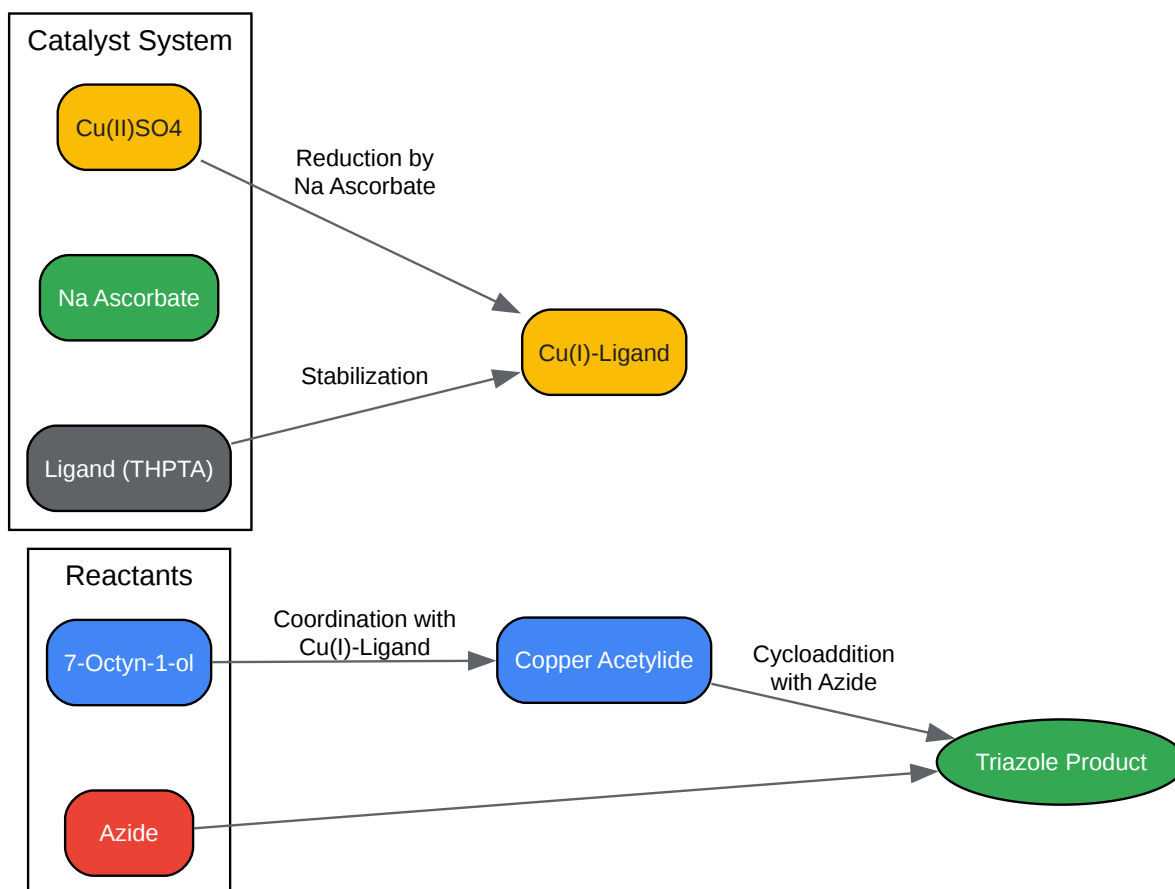 Catalyst System
Cu(II)SO4
Reduction by
Na Ascorbate
Na Ascorbate
Cu(I)-Ligand
Stabilization
Ligand (THPTA)
Reactants
7-Octyn-1-ol
Coordination with
Cu(I)-Ligand
Copper Acetylide
Cycloaddition
with Azide
Triazole Product
Azide